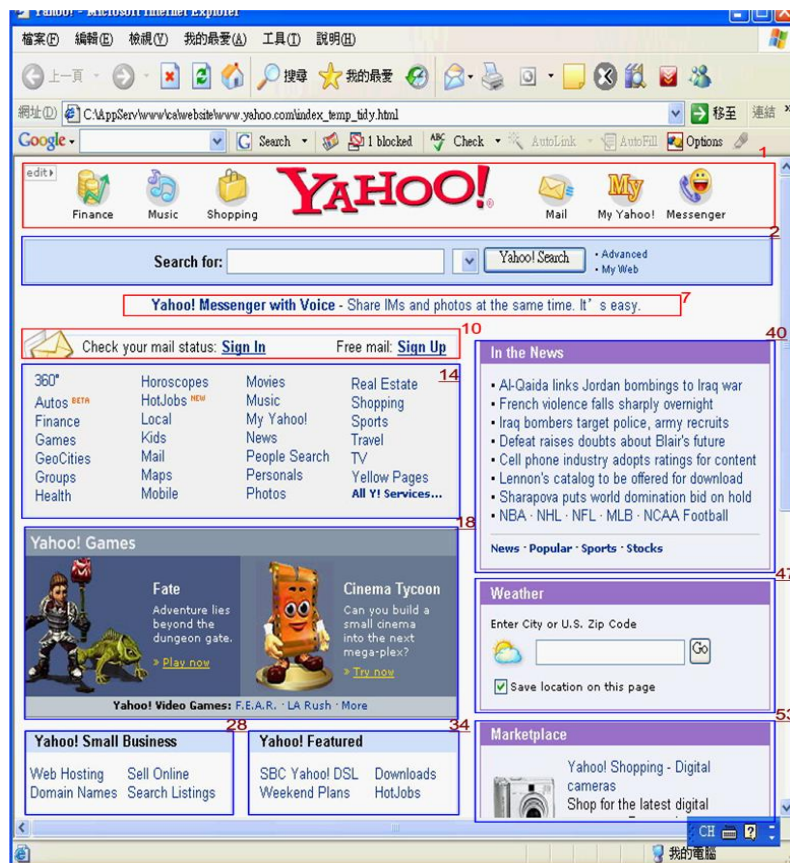 Yahoo! - Microsoft Internet Explorer
檔案(F) 編輯(E) 檢視(V) 我的最愛(A) 工具(T) 說明(H)
上一頁 搜尋 我的最愛
網址(D) C:\AppServ\www\ca\website\www.yahoo.com\index_temp_tidy.html 移至 連結 »
Google G Search 1 blocked ABC Check AutoLink AutoFill Options
1
edit
Finance Music Shopping YAHOO! Mail My Yahoo! Messenger
2
Search for: Yahoo! Search · Advanced
· My Web
7
Yahoo! Messenger with Voice - Share IMs and photos at the same time. It's easy.
10
Check your mail status: Sign In Free mail: Sign Up
14
360° Horoscopes Movies Real Estate
Autos BETA HotJobs NEW Music Shopping
Finance Local My Yahoo! Sports
Games Kids News Travel
GeoCities Mail People Search TV
Groups Maps Personals Yellow Pages
Health Mobile Photos All Y! Services...
18
Yahoo! Games
Fate
Adventure lies
beyond the
dungeon gate.
» Play now
Cinema Tycoon
Can you build a
small cinema
into the next
mega-plex?
» Try now
Yahoo! Video Games: F.E.A.R. · LA Rush · More
28
Yahoo! Small Business
Web Hosting Sell Online
Domain Names Search Listings
34
Yahoo! Featured
SBC Yahoo! DSL Downloads
Weekend Plans HotJobs
40
In the News
• Al-Qaida links Jordan bombings to Iraq war
• French violence falls sharply overnight
• Iraq bombers target police, army recruits
• Defeat raises doubts about Blair's future
• Cell phone industry adopts ratings for content
• Lennon's catalog to be offered for download
• Sharapova puts world domination bid on hold
• NBA · NHL · NFL · MLB · NCAA Football
News · Popular · Sports · Stocks
47
Weather
Enter City or U.S. Zip Code
Go
Save location on this page
53
Marketplace
Yahoo! Shopping - Digital
cameras
Shop for the latest digital
CH
我的電腦